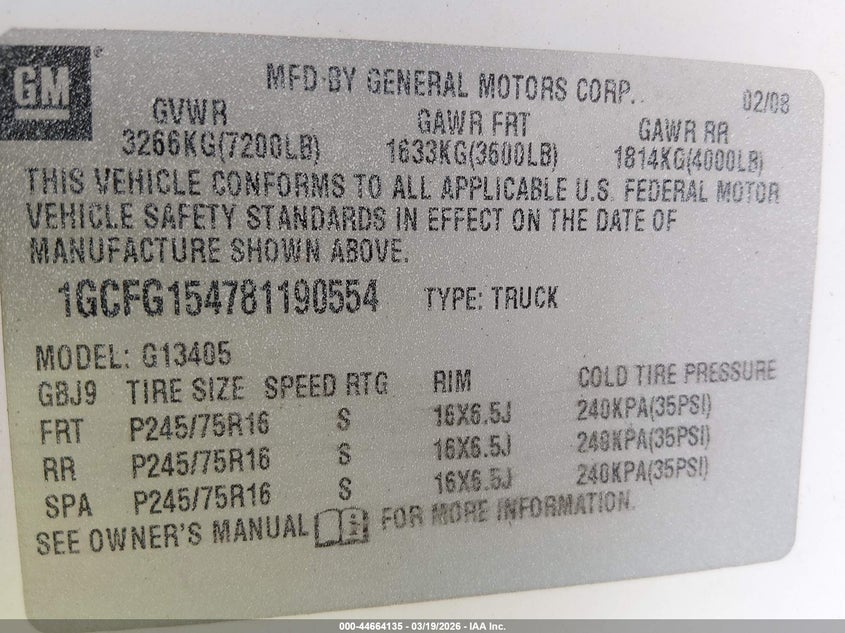 GM®
MFD BY GENERAL MOTORS CORP. 02/08
GVWR GAWR FRT GAWR RR
3266KG(7200LB) 1633KG(3600LB) 1814KG(4000LB)
THIS VEHICLE CONFORMS TO ALL APPLICABLE U.S. FEDERAL MOTOR
VEHICLE SAFETY STANDARDS IN EFFECT ON THE DATE OF
MANUFACTURE SHOWN ABOVE.
1GCFG154781190554 TYPE: TRUCK
MODEL: G13405
GBJ9 TIRE SIZE SPEED RTG RIM COLD TIRE PRESSURE
FRT P245/75R16 S 16X6.5J 240KPA(35PSI)
RR P245/75R16 S 16X6.5J 240KPA(35PSI)
SPA P245/75R16 S 16X6.5J 240KPA(35PSI)
SEE OWNER'S MANUAL FOR MORE INFORMATION.
000-44664135 — 03/19/2026 — IAA Inc.